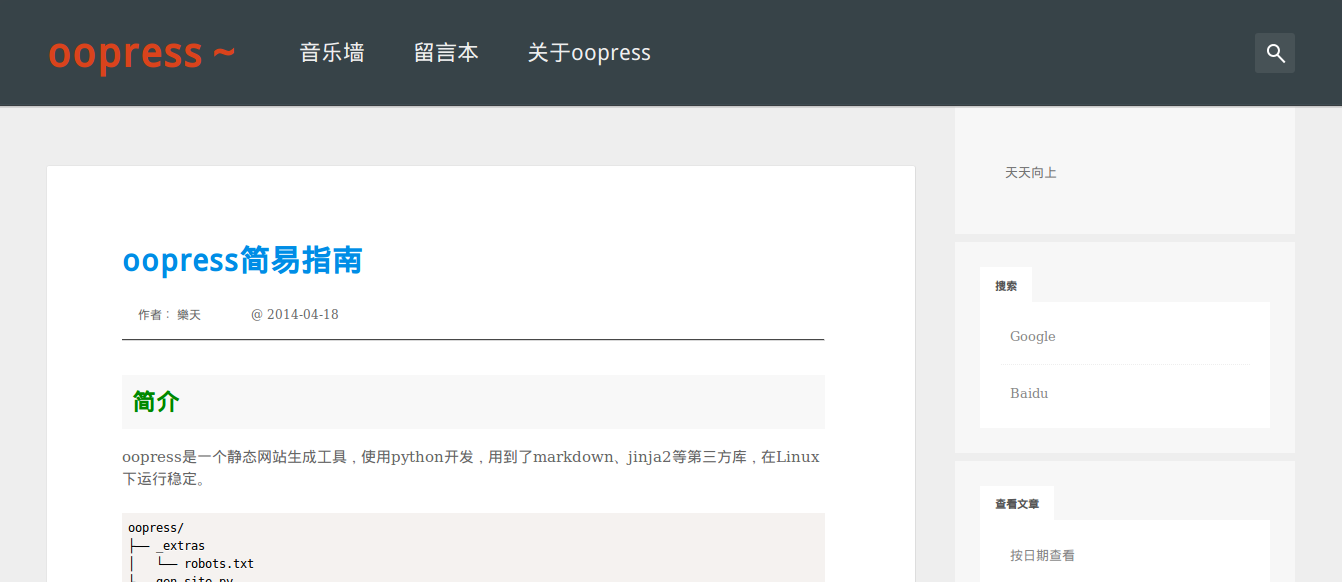 oopress ~
音乐墙 留言本 关于oopress
天天向上
oopress简易指南
作者： 樂天 @ 2014-04-18
简介
oopress是一个静态网站生成工具，使用python开发，用到了markdown、jinja2等第三方库，在Linux
下运行稳定。
oopress/
├── _extras
│   └── robots.txt
├── gen_site.py
搜索
Google
Baidu
查看文章
按日期查看